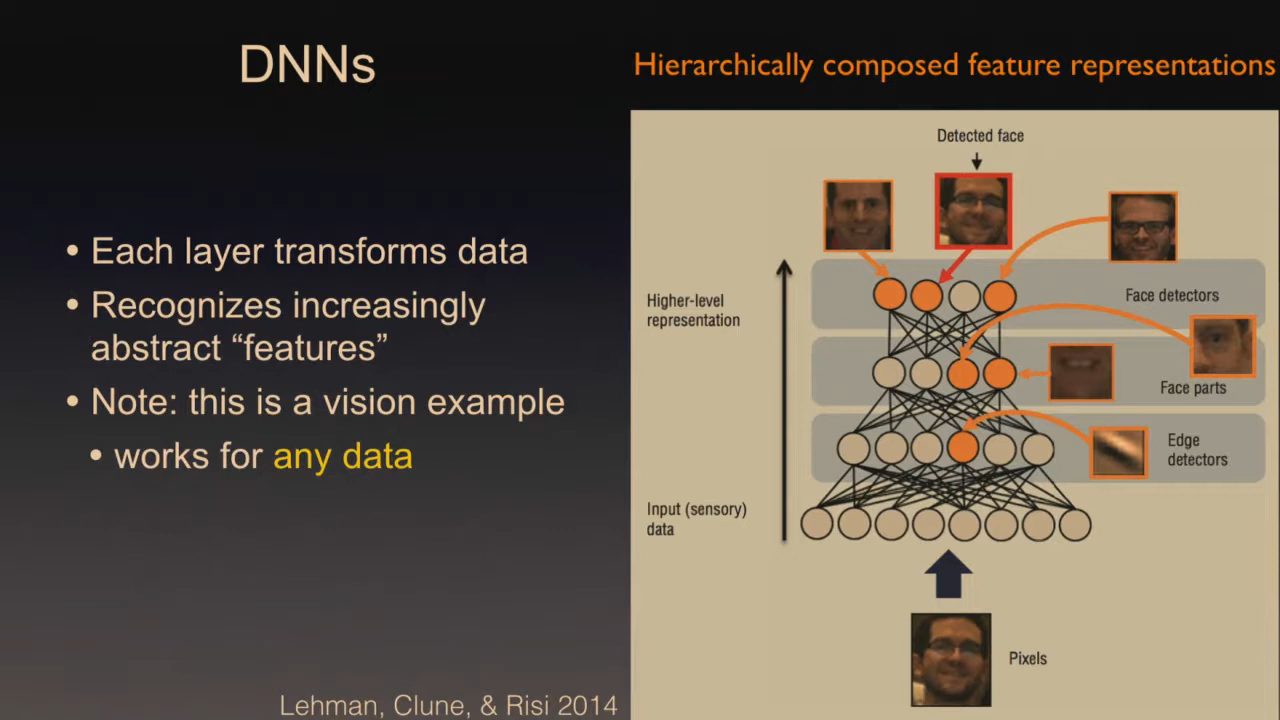 DNNs
Hierarchically composed feature representations
• Each layer transforms data
• Recognizes increasingly
abstract “features”
• Note: this is a vision example
• works for any data
Lehman, Clune, & Risi 2014
Detected face
Higher-level
representation
Face detectors
Face parts
Edge
detectors
Input (sensory)
data
Pixels